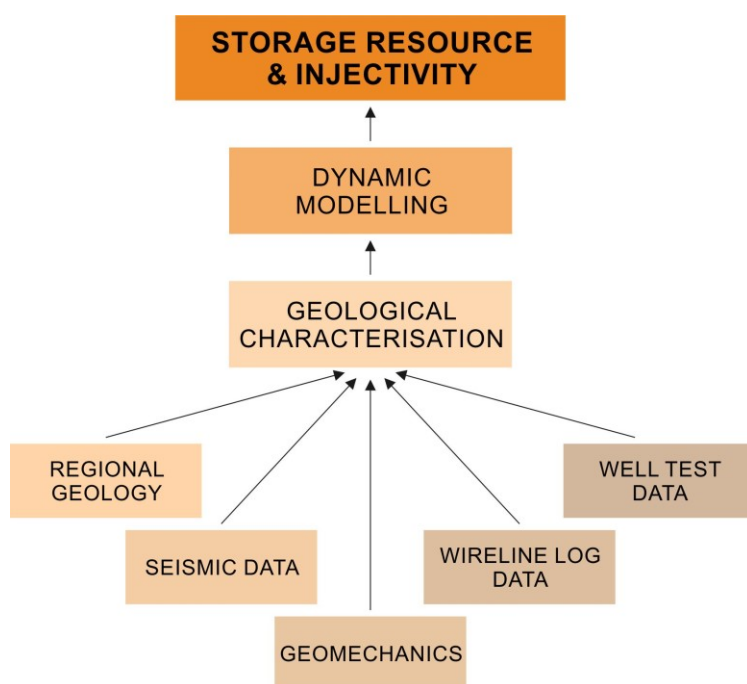 STORAGE RESOURCE
& INJECTIVITY
DYNAMIC
MODELLING
GEOLOGICAL
CHARACTERISATION
REGIONAL
GEOLOGY
WELL TEST
DATA
SEISMIC DATA
WIRELINE LOG
DATA
GEOMECHANICS